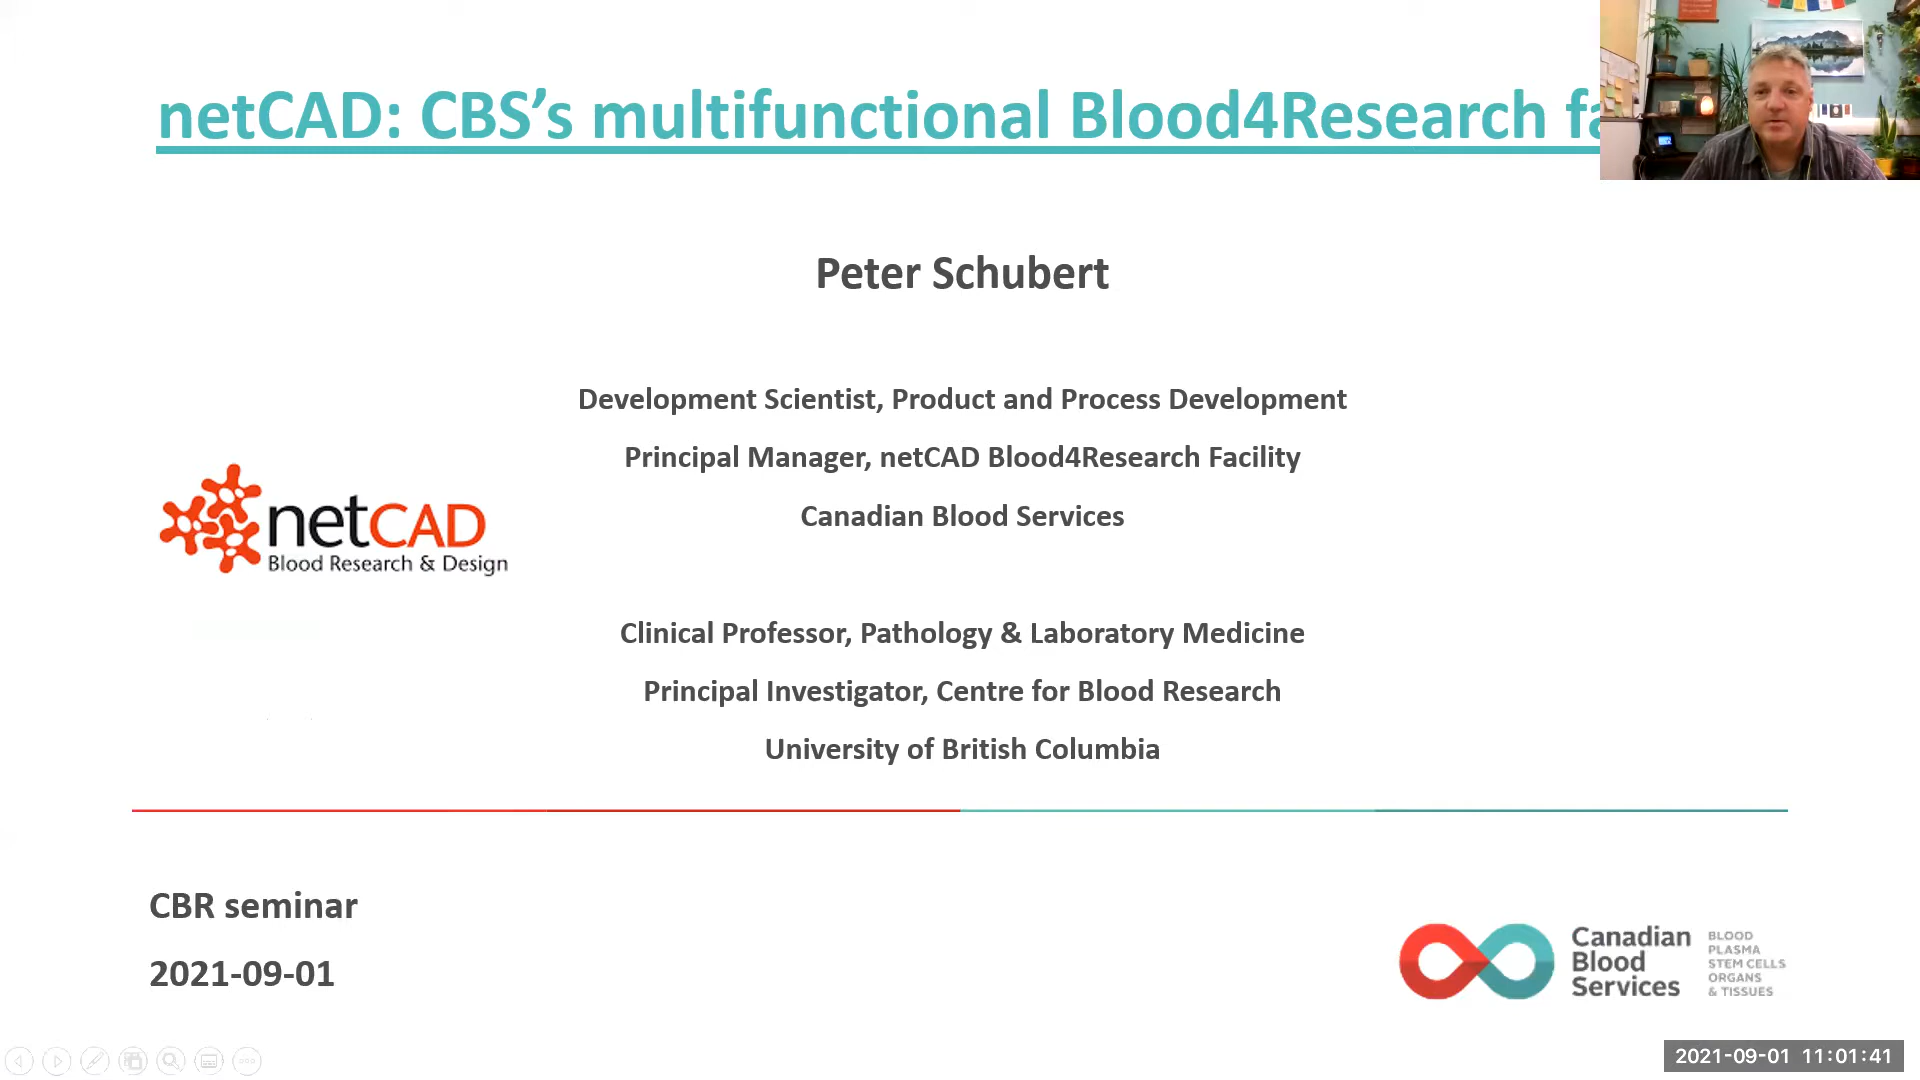 netCAD: CBS’s multifunctional Blood4Research fa
Peter Schubert
Development Scientist, Product and Process Development
Principal Manager, netCAD Blood4Research Facility
Canadian Blood Services
netCAD
Blood Research & Design
Clinical Professor, Pathology & Laboratory Medicine
Principal Investigator, Centre for Blood Research
University of British Columbia
CBR seminar
2021-09-01
Canadian
Blood
Services
BLOOD
PLASMA
STEM CELLS
ORGANS
& TISSUES
2021-09-01 11:01:41